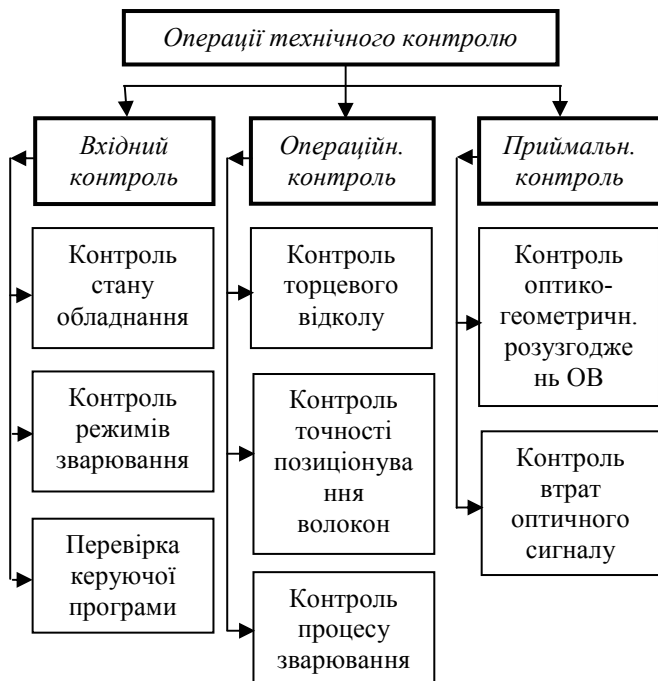 Операції технічного контролю
Вхідний
контроль
Контроль
стану
обладнання
Контроль
режимів
зварювання
Перевірка
керуючої
програми
Операційн.
контроль
Контроль
торцевого
відколу
Контроль
точності
позиціонува
ння
волокон
Контроль
процесу
зварювання
Приймальн.
контроль
Контроль
оптико-
геометричн.
розузгодже
нь ОВ
Контроль
втрат
оптичного
сигналу